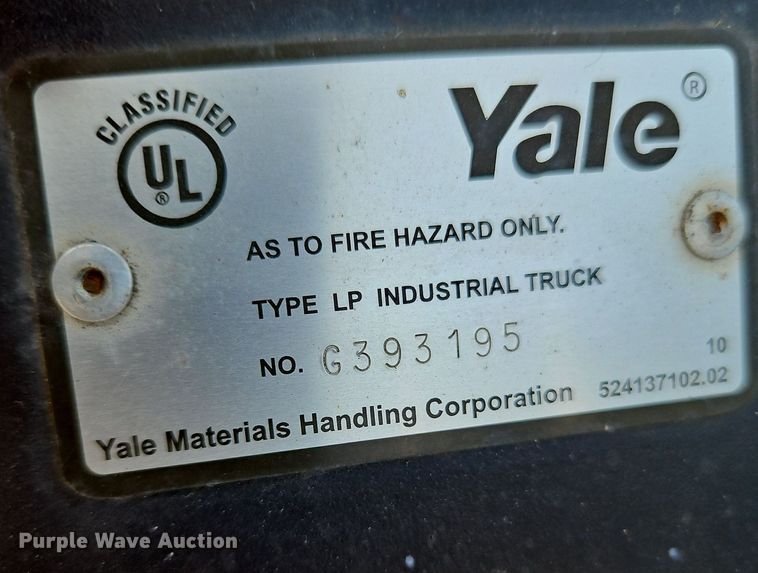 CLASSIFIED
UL®
Yale®
AS TO FIRE HAZARD ONLY.
TYPE LP INDUSTRIAL TRUCK
NO. G393195
10
Yale Materials Handling Corporation 524137102.02
Purple Wave Auction